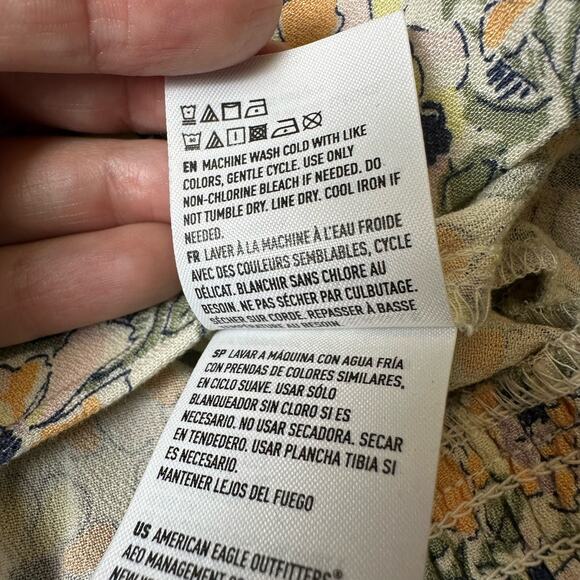 EN MACHINE WASH COLD WITH LIKE
COLORS, GENTLE CYCLE. USE ONLY
NON-CHLORINE BLEACH IF NEEDED. DO
NOT TUMBLE DRY. LINE DRY. COOL IRON IF
NEEDED.
FR LAVER À LA MACHINE À L'EAU FROIDE
AVEC DES COULEURS SEMBLABLES, CYCLE
DÉLICAT. BLANCHIR SANS CHLORE AU
BESOIN. NE PAS SÉCHER PAR CULBUTAGE.
SÉCHER SUR CORDE. REPASSER À BASSE
AU BESOIN.
SP LAVAR A MÁQUINA CON AGUA FRÍA
CON PRENDAS DE COLORES SIMILARES,
EN CICLO SUAVE. USAR SÓLO
BLANQUEADOR SIN CLORO SI ES
NECESARIO. NO USAR SECADORA. SECAR
EN TENDEDERO. USAR PLANCHA TIBIA SI
ES NECESARIO.
MANTENER LEJOS DEL FUEGO
US AMERICAN EAGLE OUTFITTERS
AEO MANAGEMENT
NEW